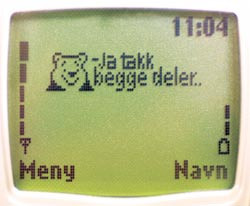 11:04
-Ja takk
begge deler..
Meny Navn